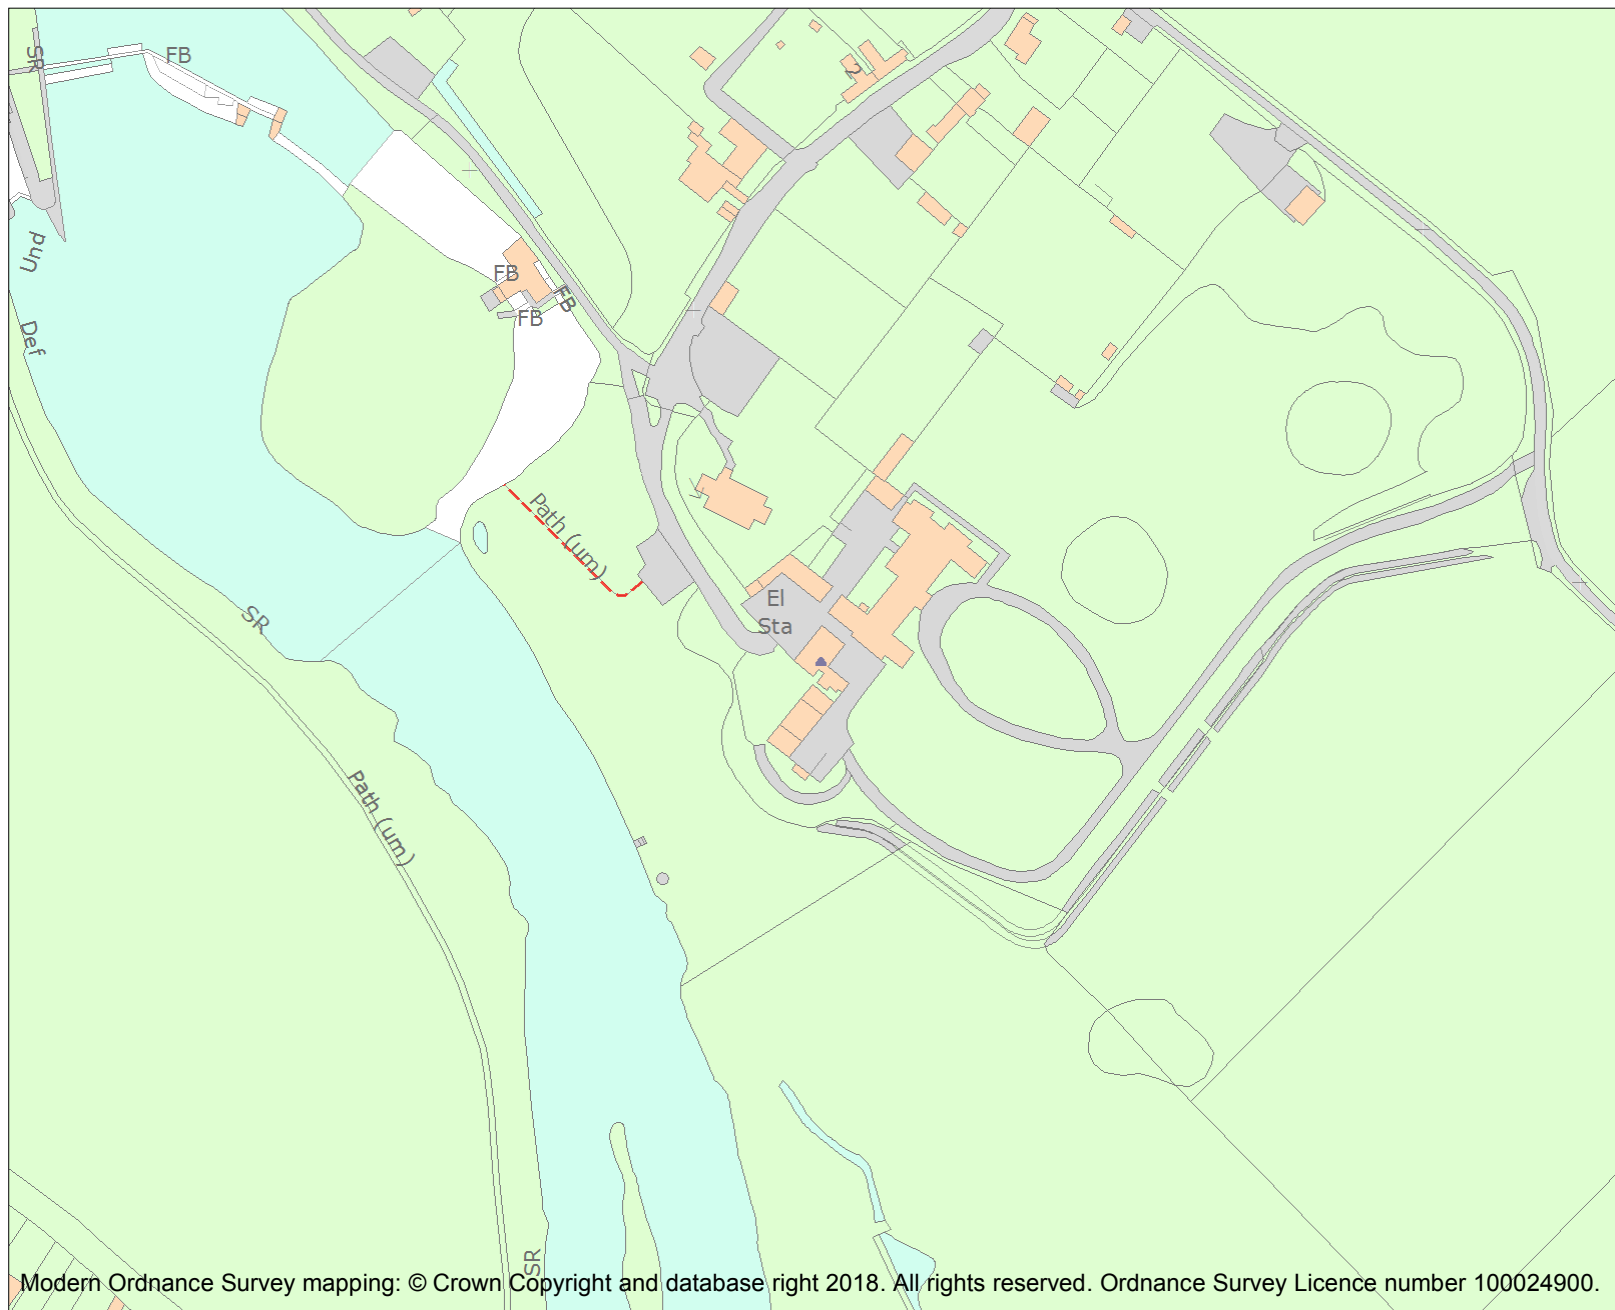 SR
FB
2
Und
FB
FB
FB
Def
Path (um)
El
Sta
SR
Path (um)
SR
Modern Ordnance Survey mapping: © Crown Copyright and database right 2018. All rights reserved. Ordnance Survey Licence number 100024900.